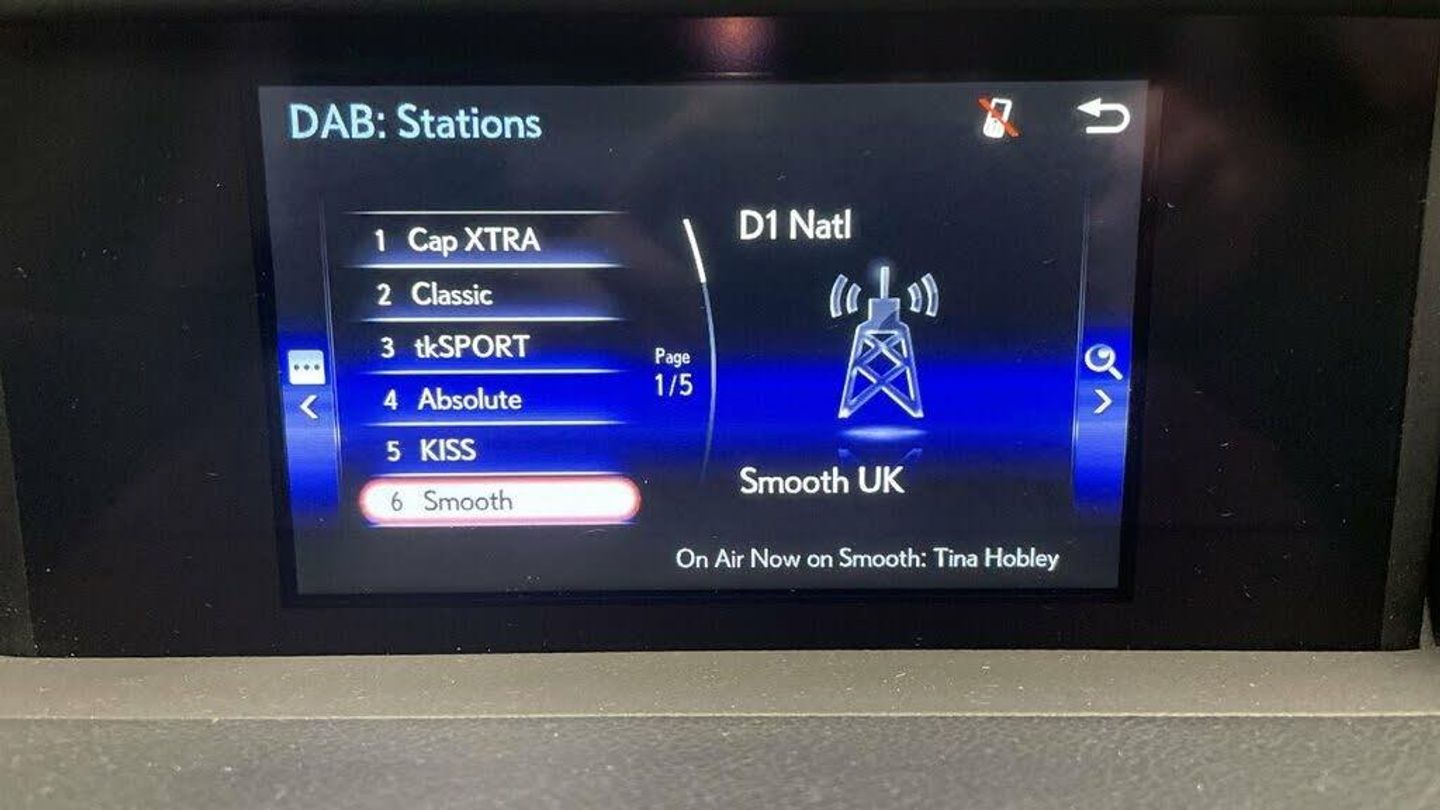 DAB: Stations
1 Cap XTRA
2 Classic
3 tkSPORT
4 Absolute
5 KISS
6 Smooth
Page
1/5
D1 Natl
Smooth UK
On Air Now on Smooth: Tina Hobley